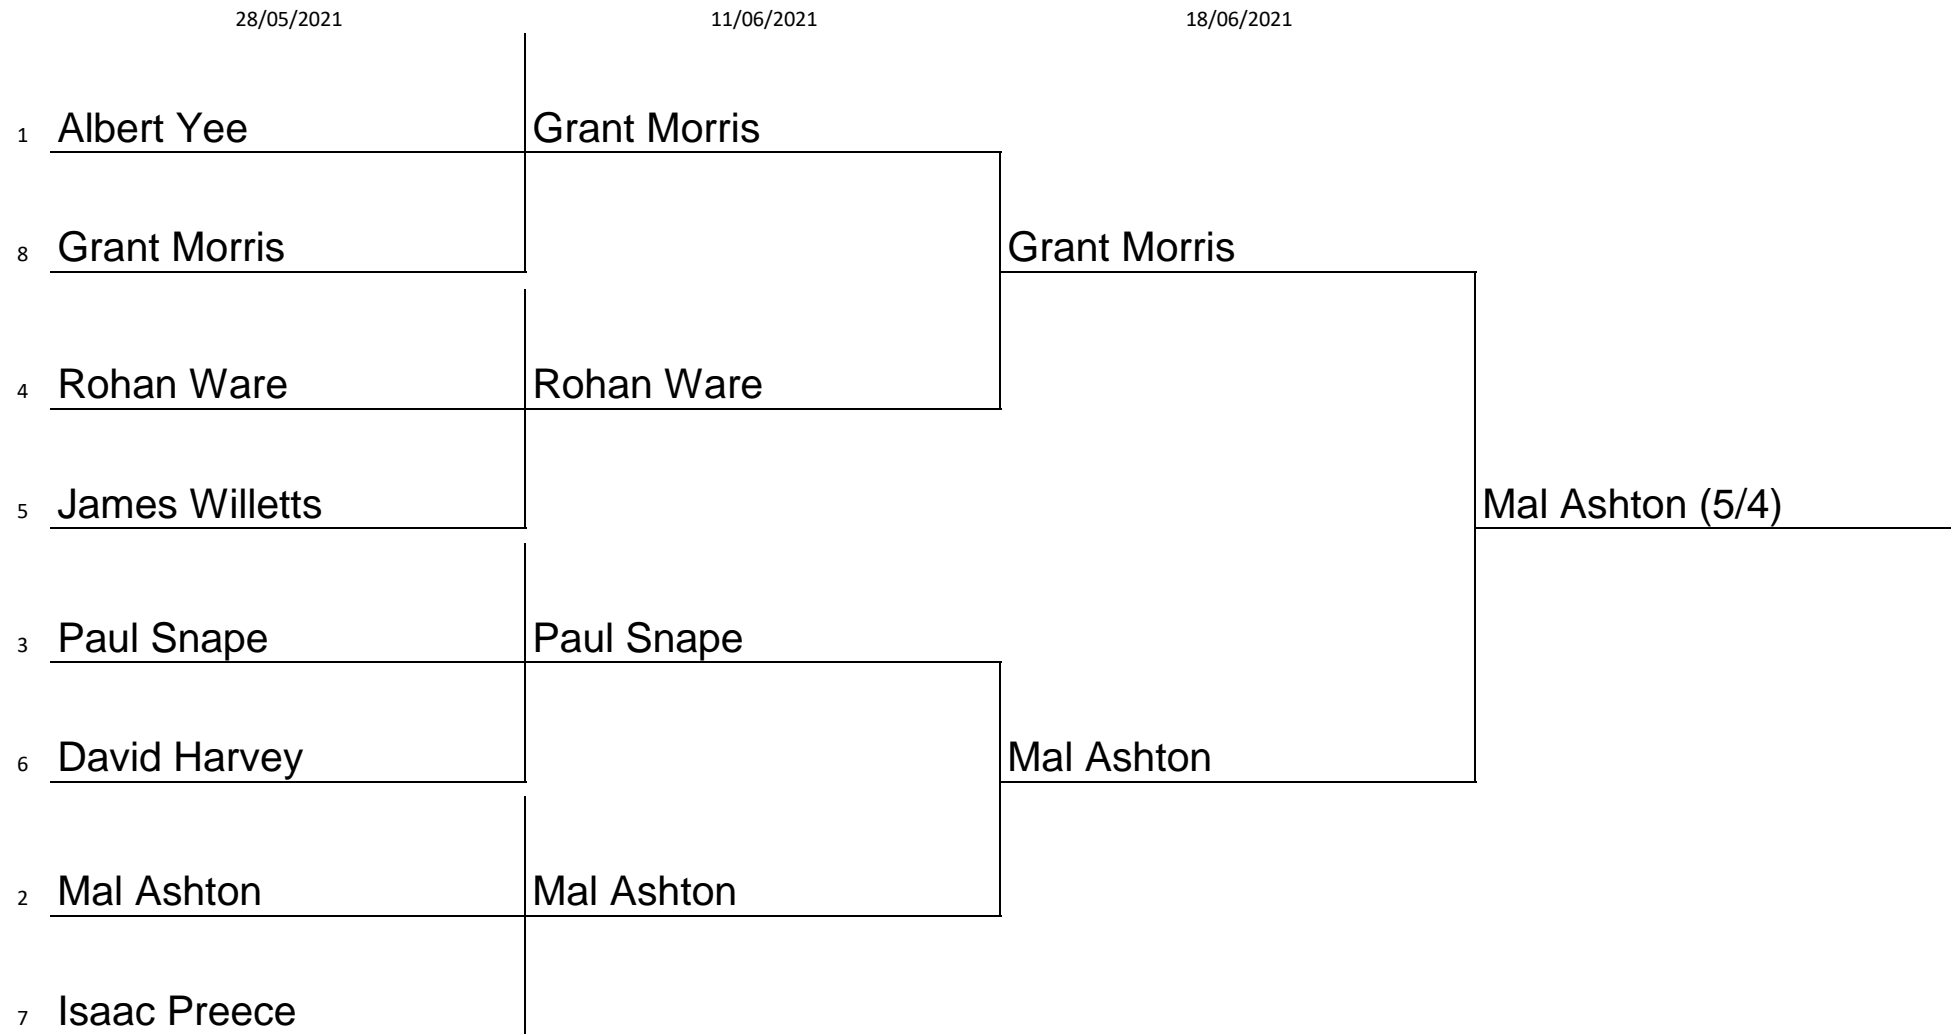 28/05/2021 11/06/2021 18/06/2021
1 Albert Yee Grant Morris
8 Grant Morris Grant Morris
4 Rohan Ware Rohan Ware
5 James Willetts Mal Ashton (5/4)
3 Paul Snape Paul Snape
6 David Harvey Mal Ashton
2 Mal Ashton Mal Ashton
7 Isaac Preece